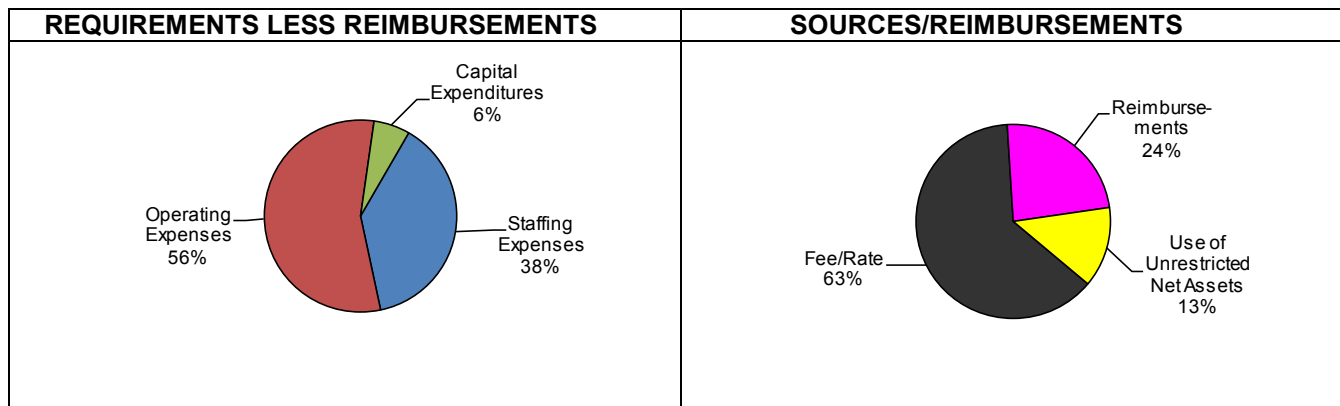 REQUIREMENTS LESS REIMBURSEMENTS
Capital
Expenditures
6%
Operating
Expenses
56%
Staffing
Expenses
38%
SOURCES/REIMBURSEMENTS
Reimburse-
ments
24%
Fee/Rate
63%
Use of
Unrestricted
Net Assets
13%